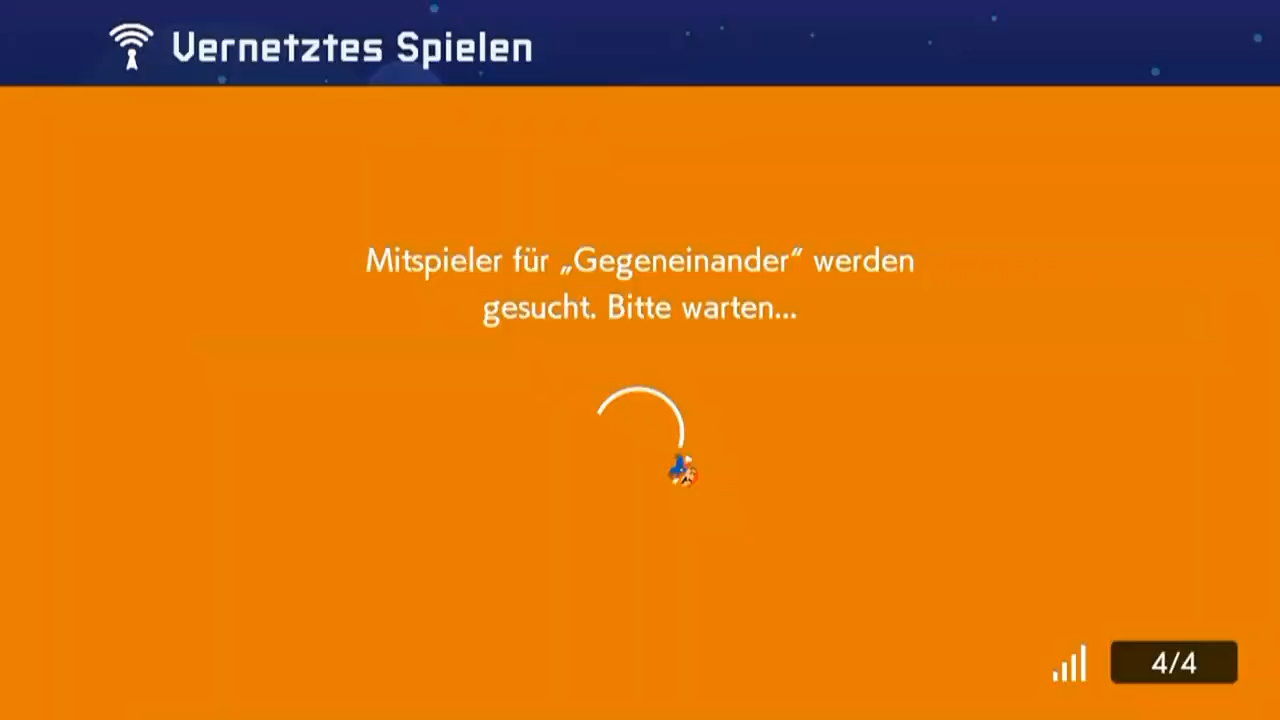 Vernetztes Spielen
Mitspieler für „Gegeneinander” werden
gesucht. Bitte warten...
4/4